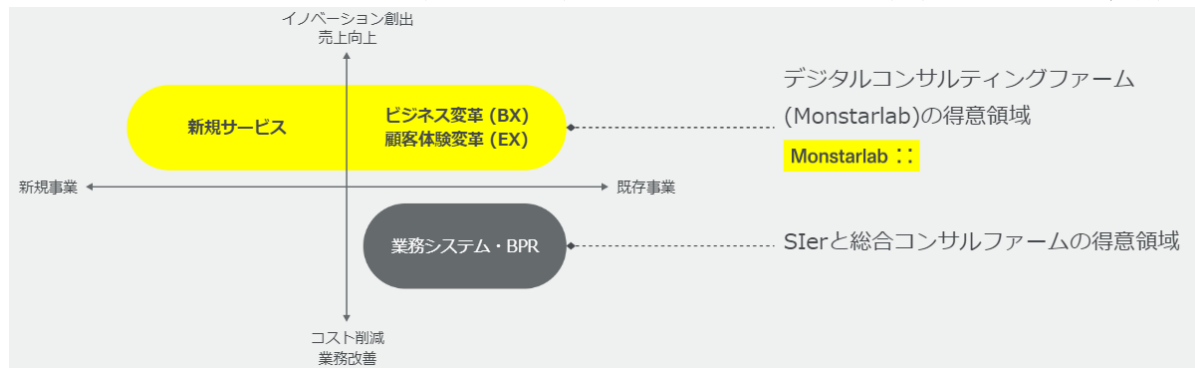 イノベーション創出
売上向上
デジタルコンサルティングファーム
(Monstarlab)の得意領域
Monstarlab
新規サービス
ビジネス変革 (BX)
顧客体験変革 (EX)
新規事業
既存事業
業務システム・BPR
SIerと総合コンサルファームの得意領域
コスト削減
業務改善